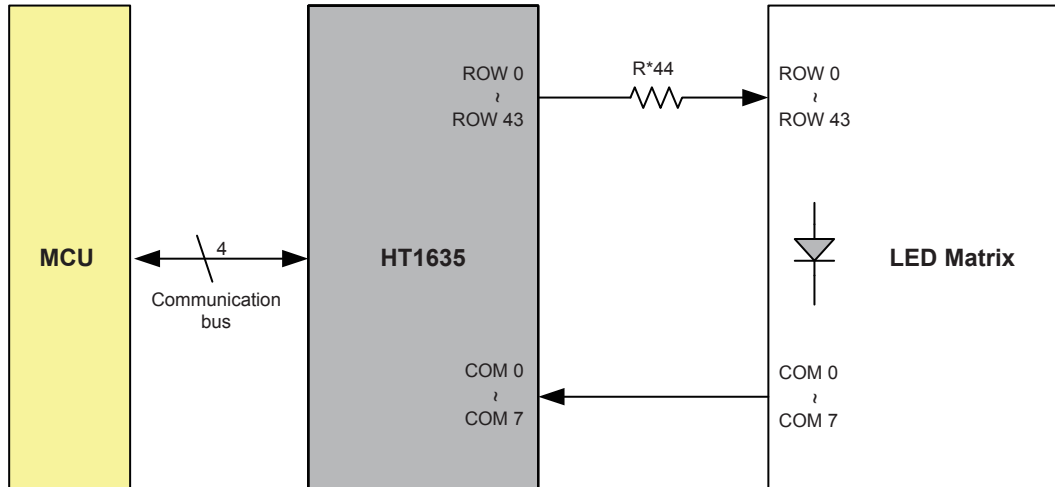 MCU
4
Communication
bus
HT1635
ROW 0
~
ROW 43
COM 0
~
COM 7
R*44
ROW 0
~
ROW 43
COM 0
~
COM 7
LED Matrix